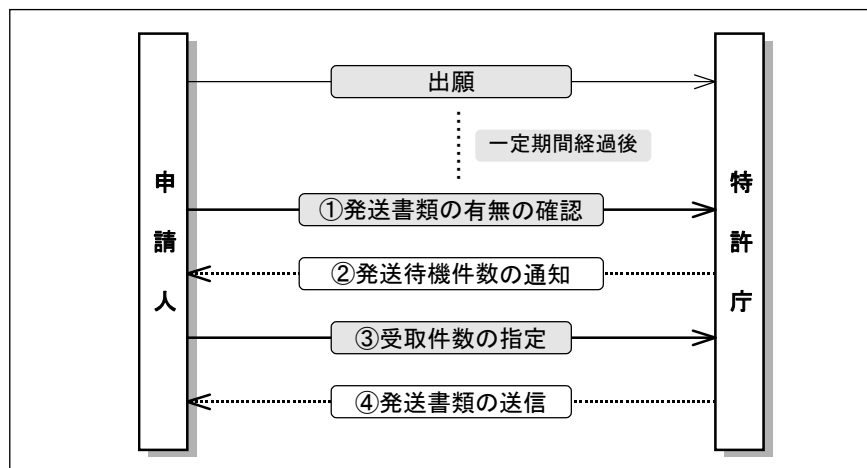 申請人
出願
一定期間経過後
①発送書類の有無の確認
②発送待機件数の通知
③受取件数の指定
④発送書類の送信
特許庁